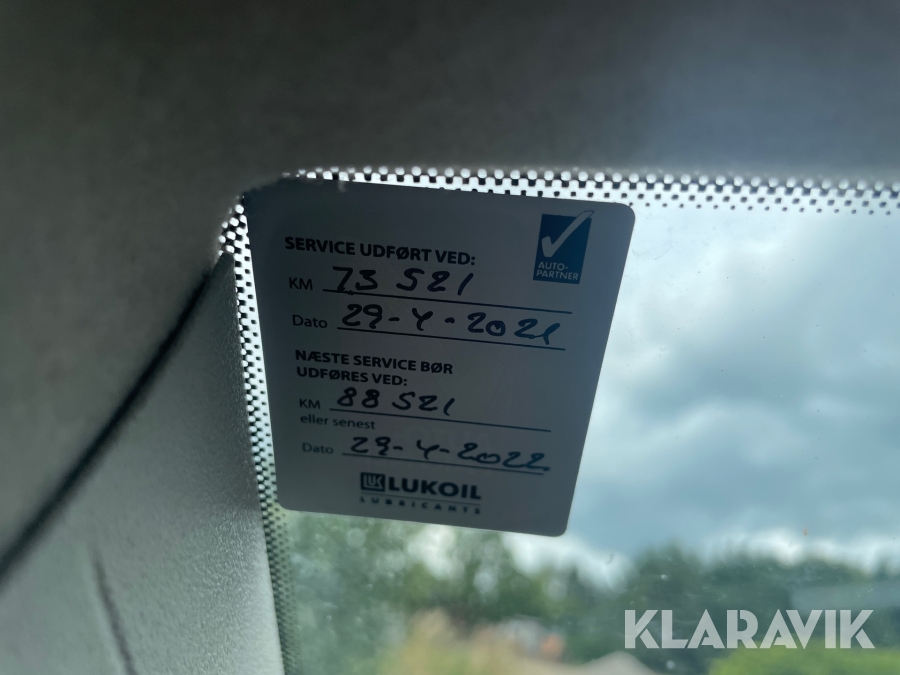 AUTO-
PARTNER
SERVICE UDFØRT VED:
KM 73 521
Dato 29-4-2021
NÆSTE SERVICE BØR
UDFØRES VED:
KM 88 521
eller senest
Dato 29-4-2022
LUK LUKOIL
LUBRICANTS
KLARAVIK